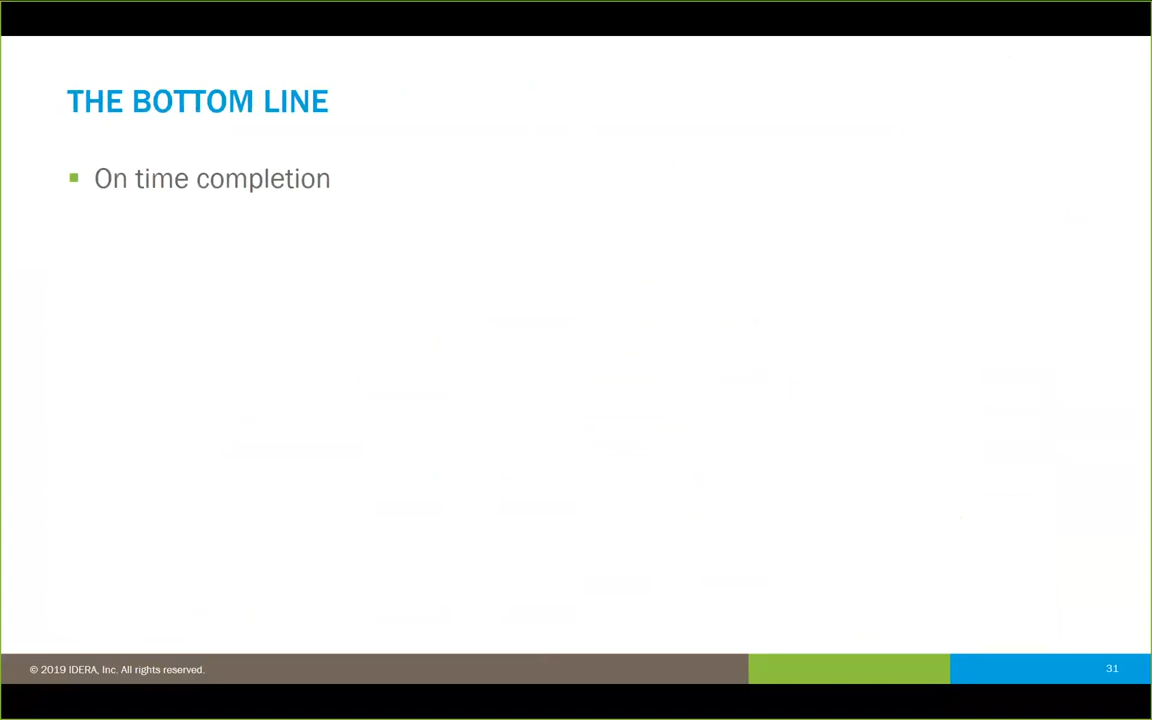 THE BOTTOM LINE
On time completion
© 2019 IDERA, Inc. All rights reserved.
31